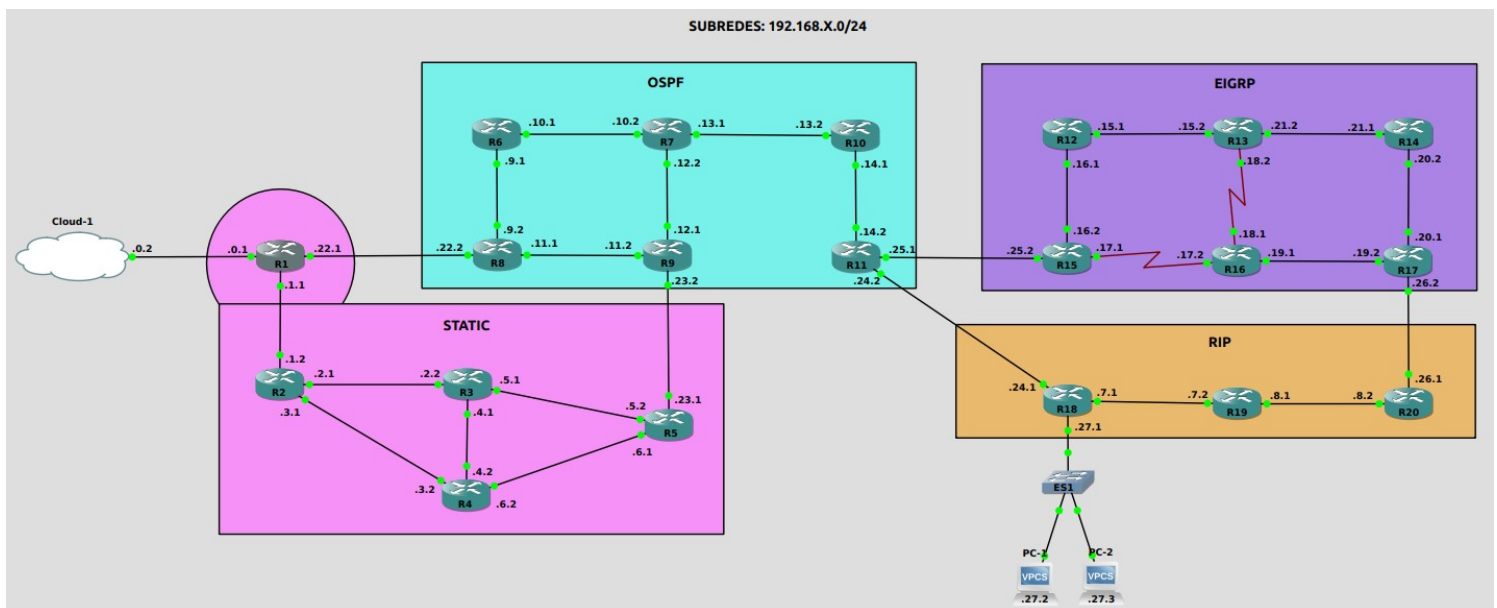 SUBREDES: 192.168.X.0/24
OSPF
EIGRP
.10.1
.10.2
.13.1
.13.2
R6
R7
R10
.9.1
.12.2
.14.1
.15.1
.15.2
.21.2
.21.1
R12
R13
R14
.16.1
.18.2
.20.2
Cloud-1
.0.2
.0.1
.22.1
R1
.1.1
.22.2
.9.2
.11.1
.11.2
.12.1
R8
R9
.23.2
.14.2
.25.1
R11
.24.2
.25.2
.16.2
.17.1
R15
.17.2
.18.1
.19.1
R16
.19.2
.20.1
R17
.26.2
STATIC
.1.2
.2.1
.2.2
.5.1
R2
R3
.3.1
.4.1
.5.2
.23.1
R5
.6.1
.4.2
.3.2
R4
.6.2
RIP
.24.1
.7.1
.7.2
.8.1
.8.2
.26.1
R18
R19
R20
.27.1
ES1
PC-1
PC-2
VPCS
VPCS
.27.2
.27.3